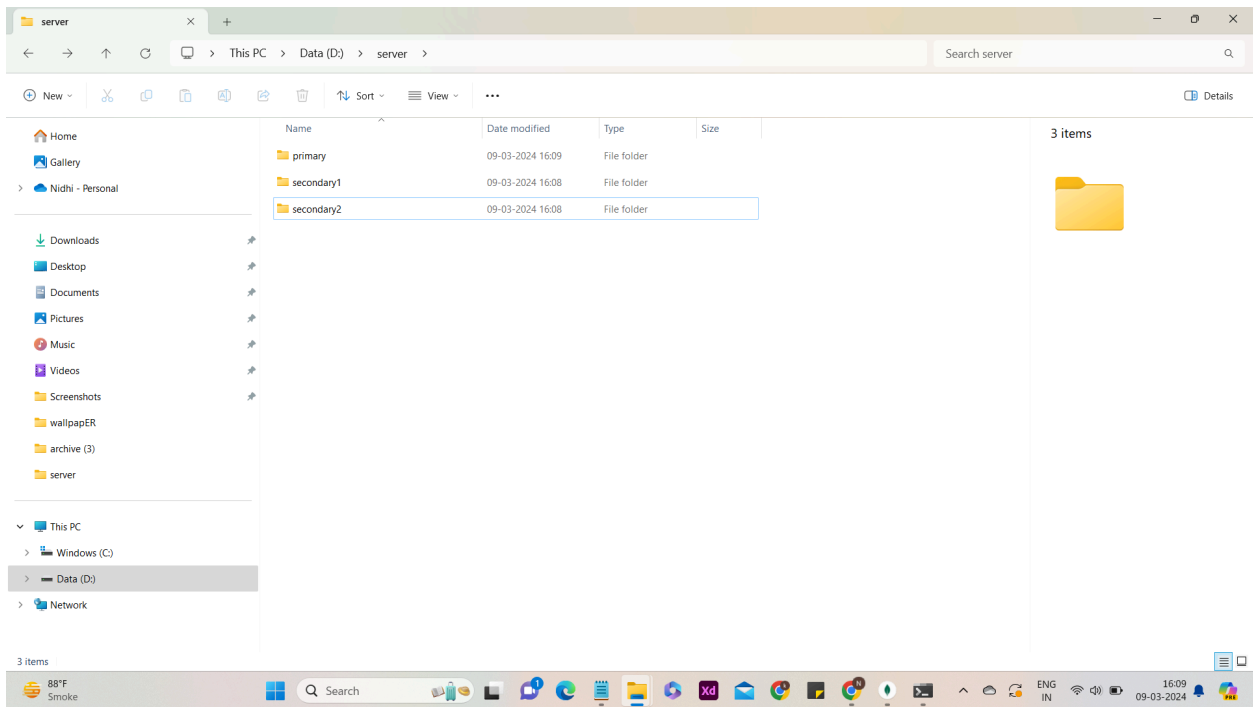 server
This PC > Data (D:) > server >
Search server
New
Sort
View
Details
Home
Gallery
Nidhi - Personal
Downloads
Desktop
Documents
Pictures
Music
Videos
Screenshots
wallpapER
archive (3)
server
This PC
Windows (C:)
Data (D:)
Network
Name Date modified Type Size
primary 09-03-2024 16:09 File folder
secondary1 09-03-2024 16:08 File folder
secondary2 09-03-2024 16:08 File folder
3 items
3 items
88°F
Smoke
Search
1
Xd
N
ENG
IN
16:09
09-03-2024
PRE